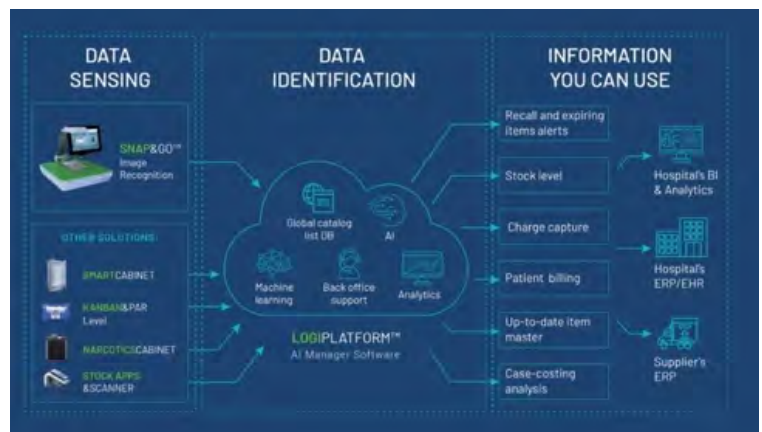 DATA
SENSING
SNAP&GO™
Image
Recognition
OTHER SOLUTIONS:
SMARTCABINET
KANBAN&PAR
Level
NARCOTICSCABINET
STOCK APPS
&SCANNER
DATA
IDENTIFICATION
Global catalog
list DB
AI
Machine
learning
Back office
support
Analytics
LOGIPLATFORM™
AI Manager Software
INFORMATION
YOU CAN USE
Recall and expiring
items alerts
Stock level
Charge capture
Patient billing
Up-to-date item
master
Case-costing
analysis
Hospital's BI
& Analytics
Hospital's
ERP/EHR
Supplier's
ERP